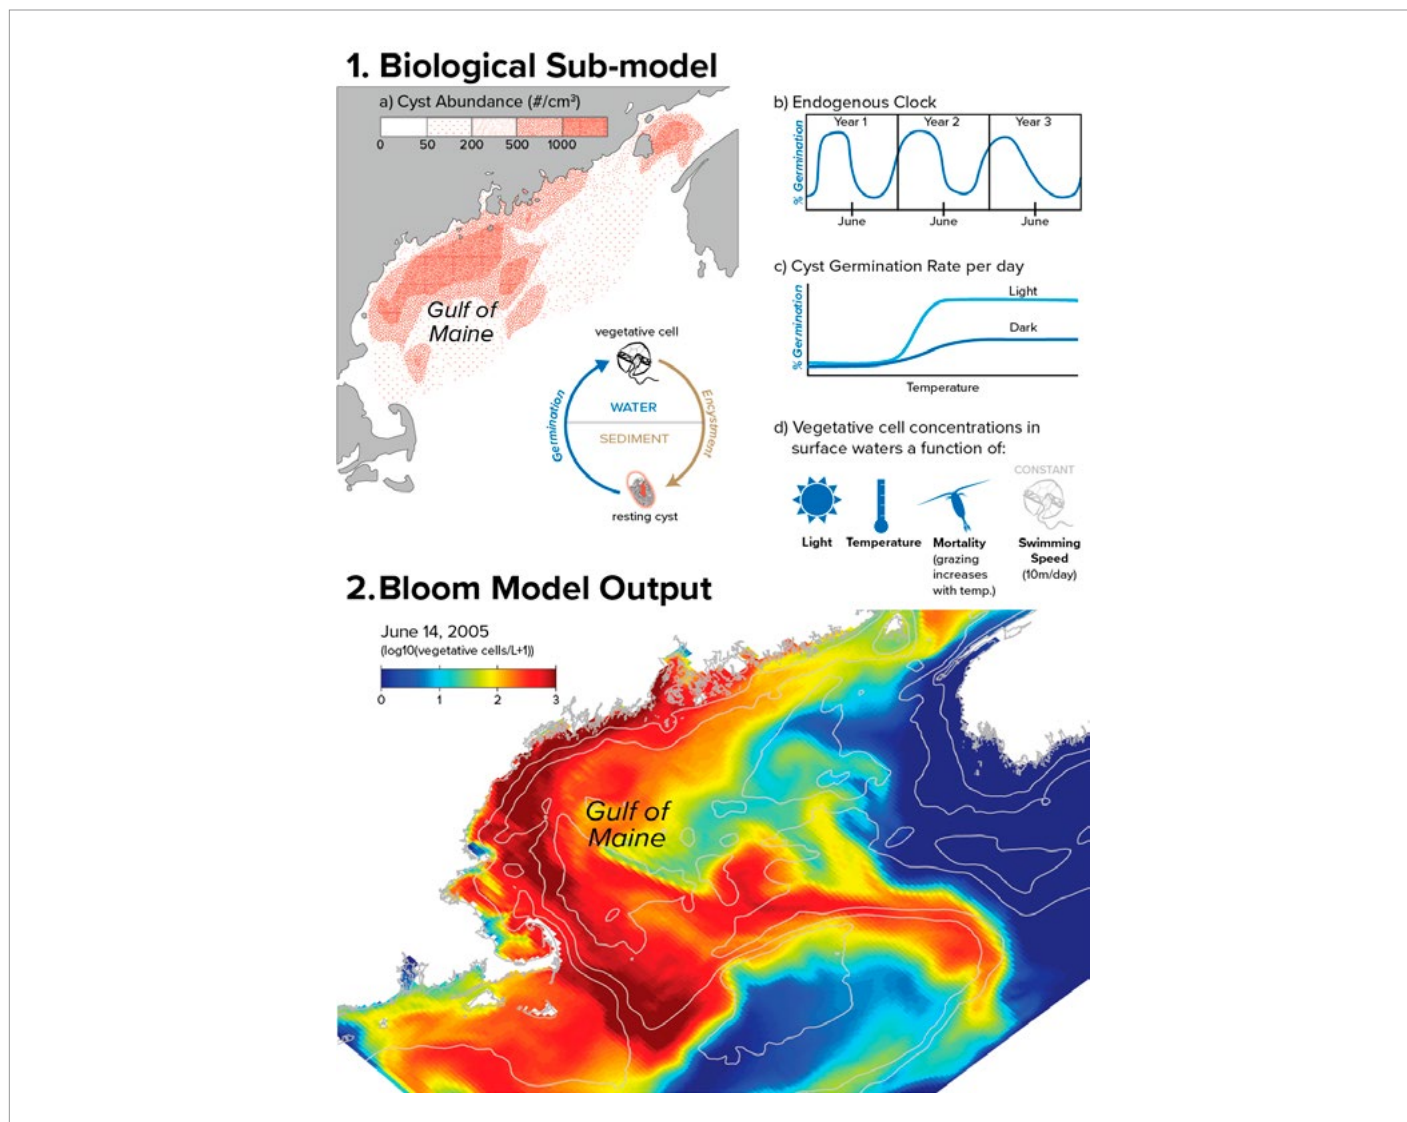 1. Biological Sub-model
a) Cyst Abundance (#/cm³)
0 50 200 500 1000
Gulf of
Maine
vegetative cell
Germination
Encystment
WATER
SEDIMENT
resting cyst
b) Endogenous Clock
% Germination
Year 1 Year 2 Year 3
June June June
c) Cyst Germination Rate per day
% Germination
Light
Dark
Temperature
d) Vegetative cell concentrations in
surface waters a function of:
CONSTANT
Light Temperature Mortality Swimming
Speed
(grazing
increases
with temp.)
(10m/day)
2. Bloom Model Output
June 14, 2005
(log10(vegetative cells/L+1))
0 1 2 3
Gulf of
Maine